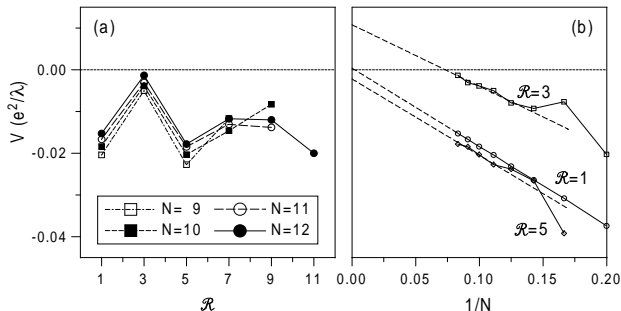 (a)
(b)
V (e²/λ)
0.00
-0.02
-0.04
N= 9
N=11
N=10
N=12
1 3 5 7 9 11
ℛ
ℛ=3
ℛ=1
ℛ=5
0.00 0.05 0.10 0.15 0.20
1/N